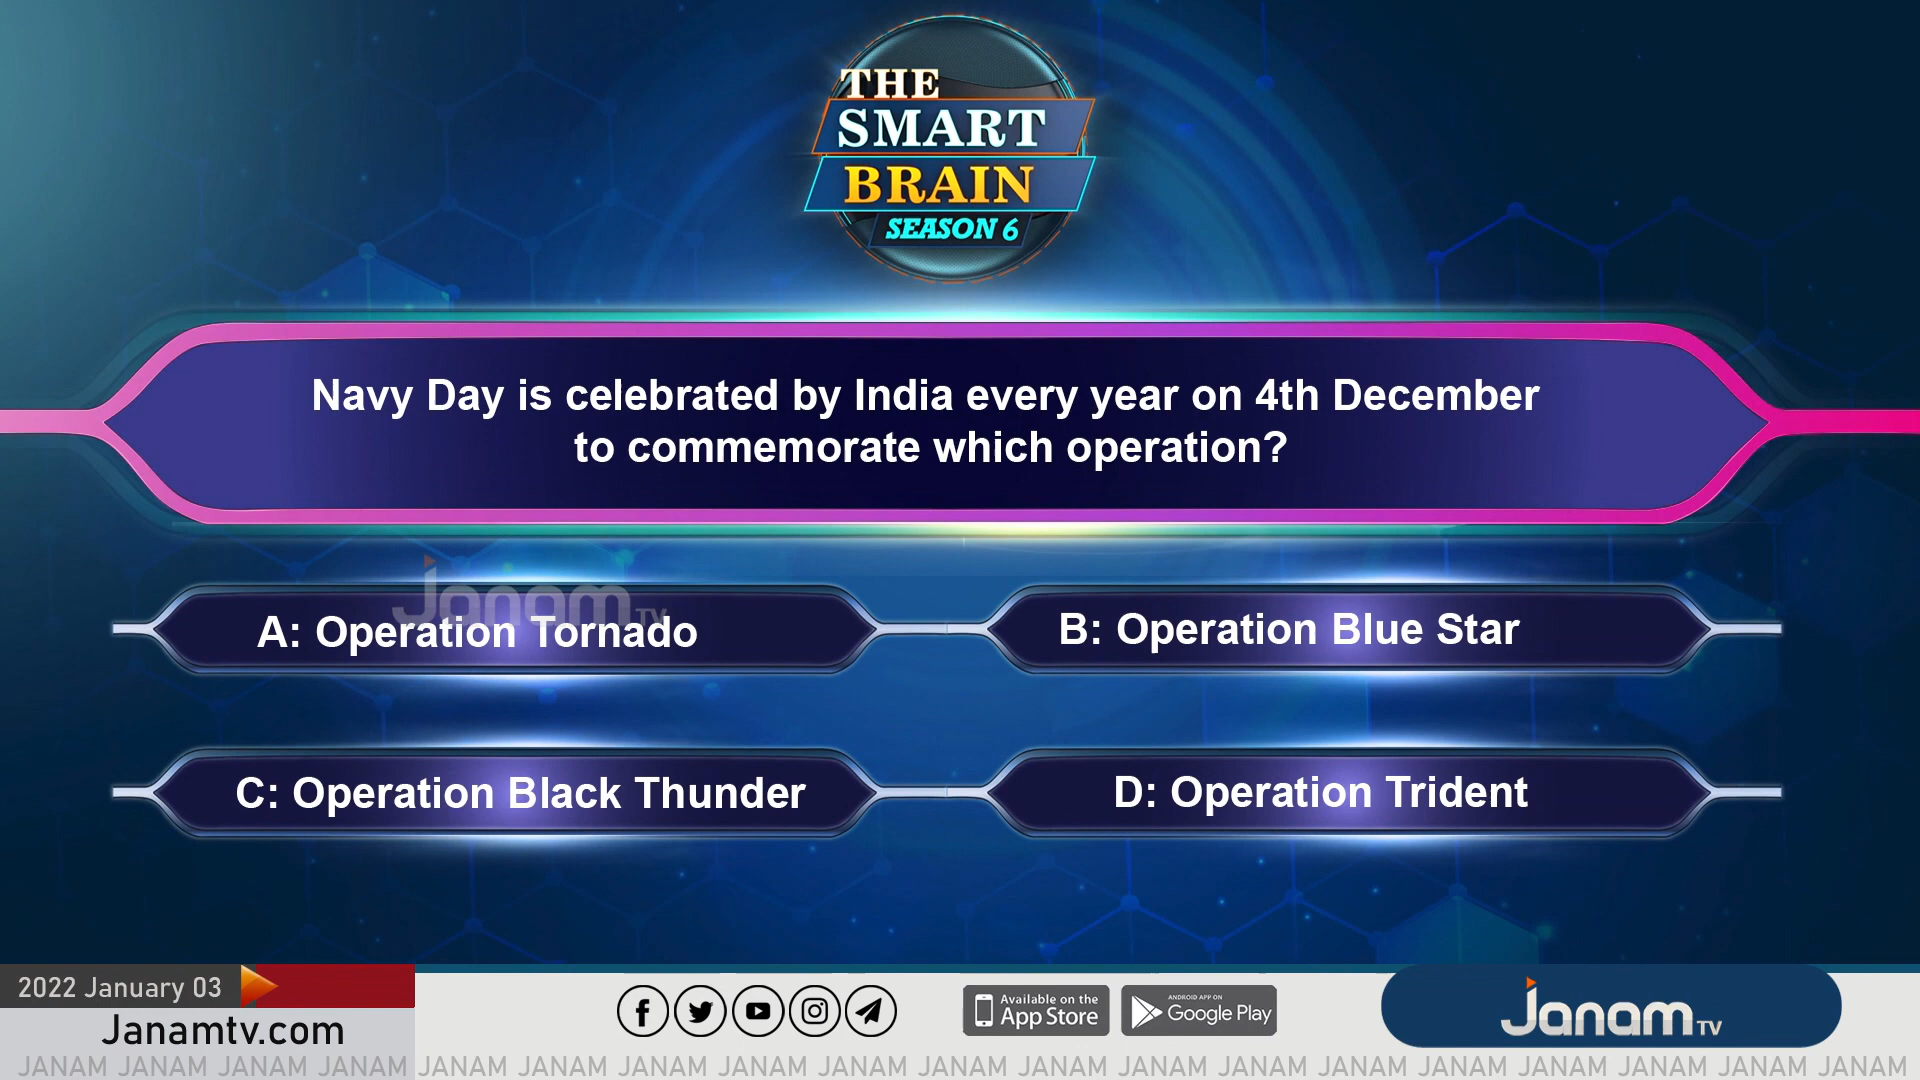 THE
SMART
BRAIN
SEASON 6
Navy Day is celebrated by India every year on 4th December
to commemorate which operation?
Janam TV
A: Operation Tornado
B: Operation Blue Star
C: Operation Black Thunder
D: Operation Trident
2022 January 03
Janamtv.com
Available on the
App Store
ANDROID APP ON
Google Play
Janam TV
JANAM JANAM JANAM JANAM JANAM JANAM JANAM JANAM JANAM JANAM JANAM JANAM JANAM JANAM JANAM JANAM JANAM JANAM JANAM